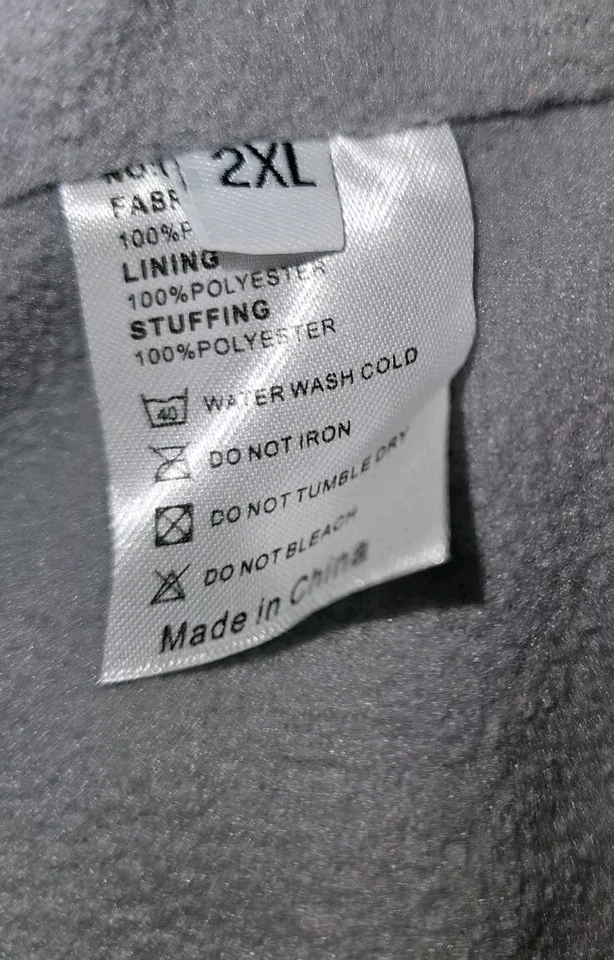 2XL
100%P
LINING
100%POLYESTER
STUFFING
100%POLYESTER
40 WATER WASH COLD
DO NOT IRON
DO NOT TUMBLE DRY
DO NOT BLEACH
Made in China